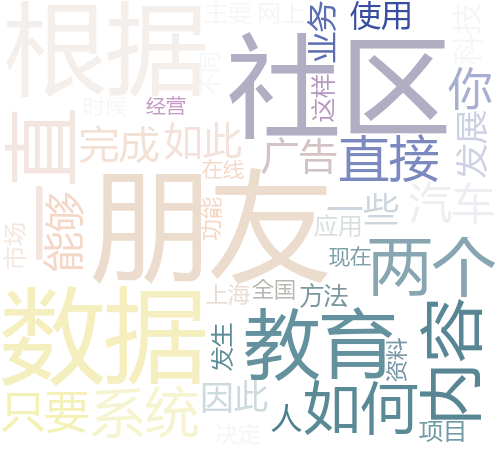 根据
主要
网上
业务
使用
科技
社区
不同
这样
你
时候
经营
一直
完成
如此
广告
直接
发展
在线
朋友
能够
功能
一些
汽车
应用
市场
现在
两个
上海
全国
方法
数据
教育
发生
资料
内容
只要
系统
因此
人
如何
项目
决定